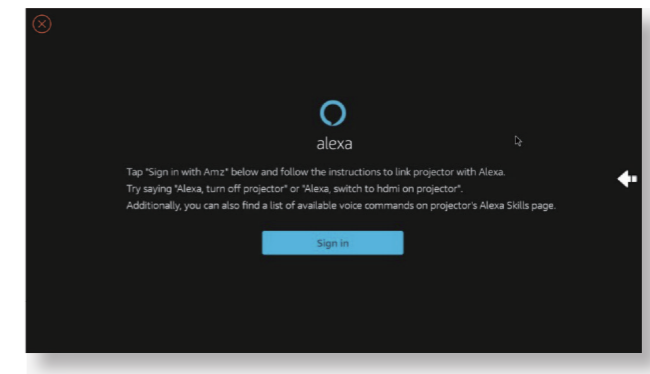 alexa
Tap "Sign in with Amz" below and follow the instructions to link projector with Alexa.
Try saying "Alexa, turn off projector" or "Alexa, switch to hdmi on projector".
Additionally, you can also find a list of available voice commands on projector's Alexa Skills page.
Sign in